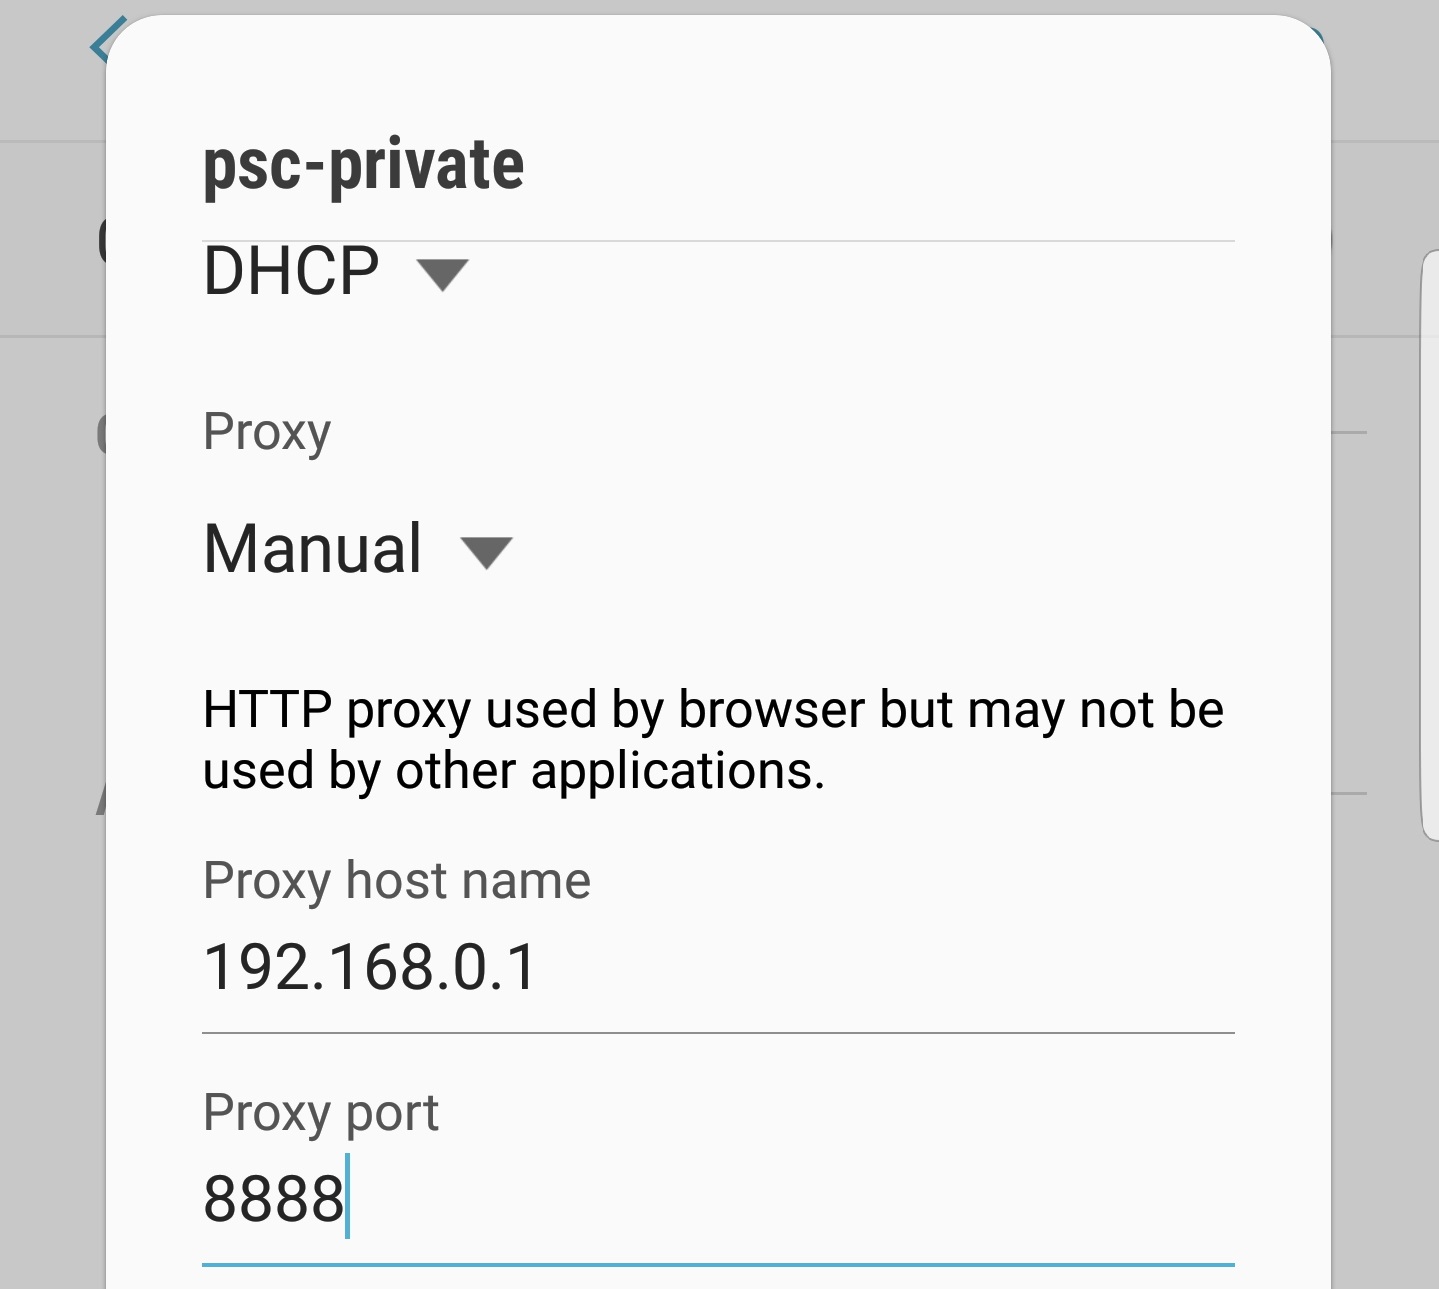 psc-private
DHCP
Proxy
Manual
HTTP proxy used by browser but may not be
used by other applications.
Proxy host name
192.168.0.1
Proxy port
8888